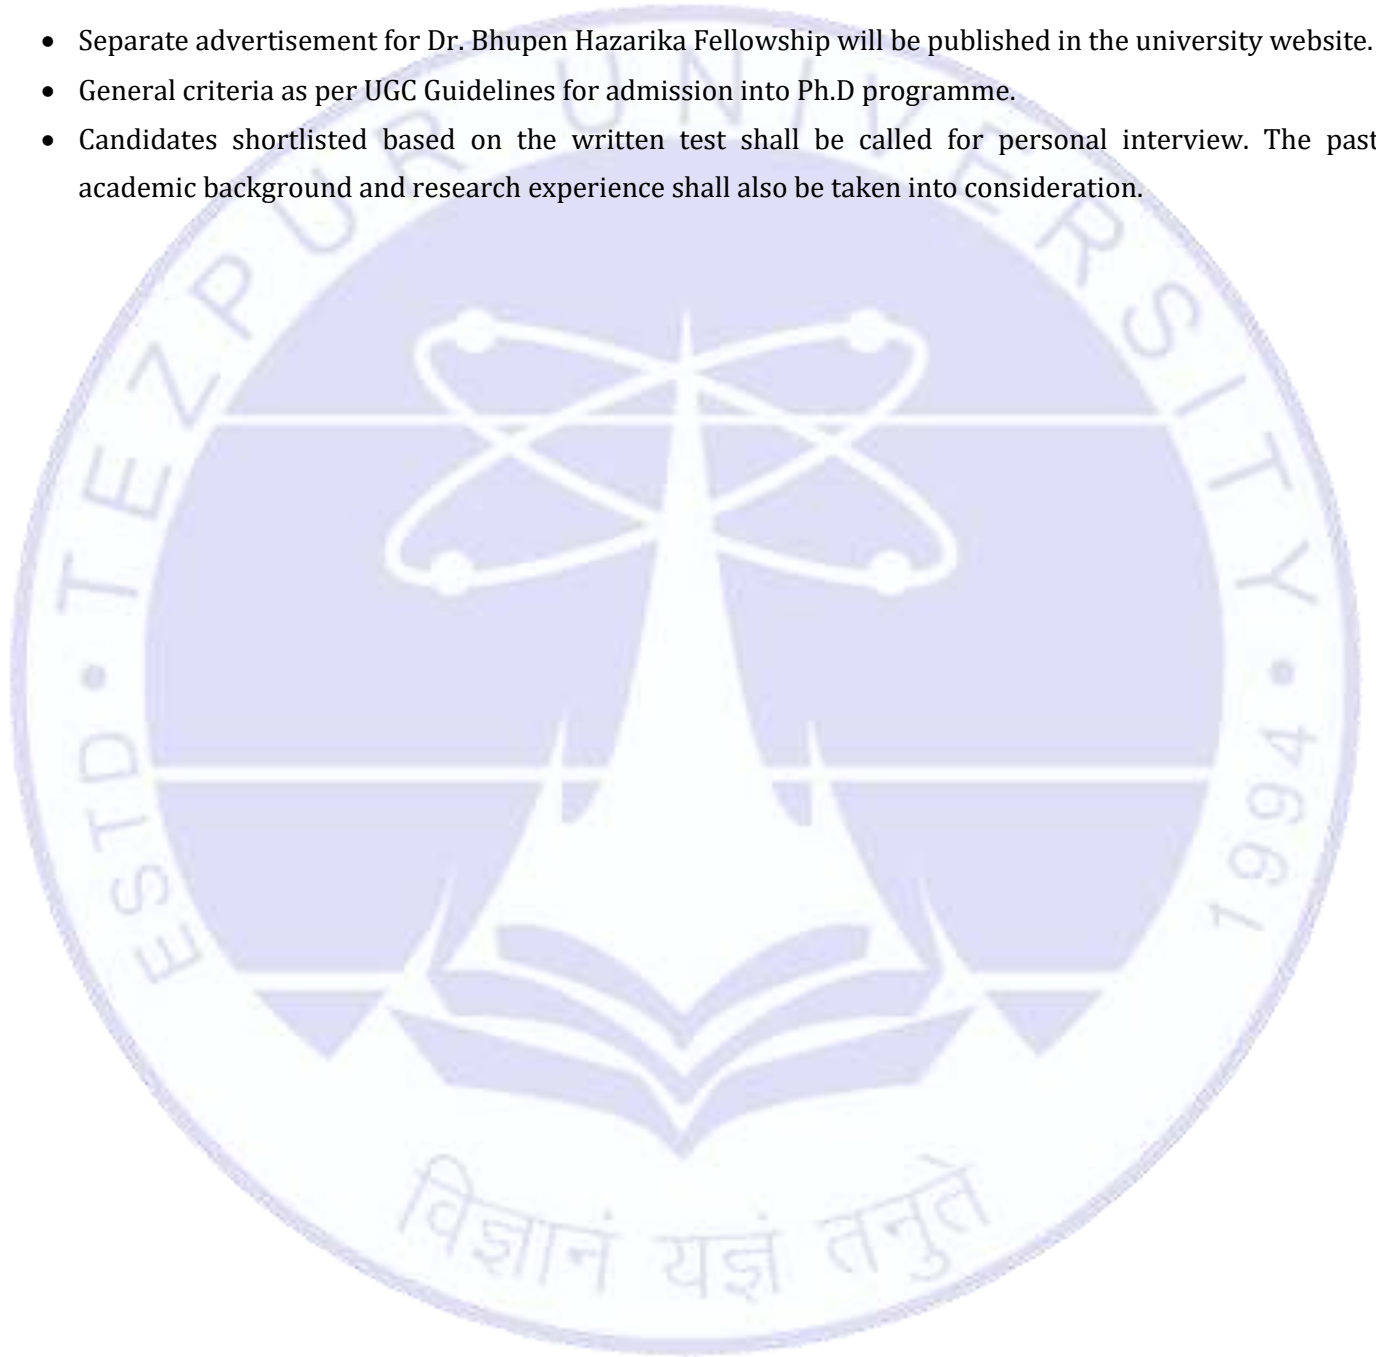 • Separate advertisement for Dr. Bhupen Hazarika Fellowship will be published in the university website.
• General criteria as per UGC Guidelines for admission into Ph.D programme.
• Candidates shortlisted based on the written test shall be called for personal interview. The past
academic background and research experience shall also be taken into consideration.
TEZPUR UNIVERSITY
ESTD
1994
विज्ञानं यज्ञं तनुते